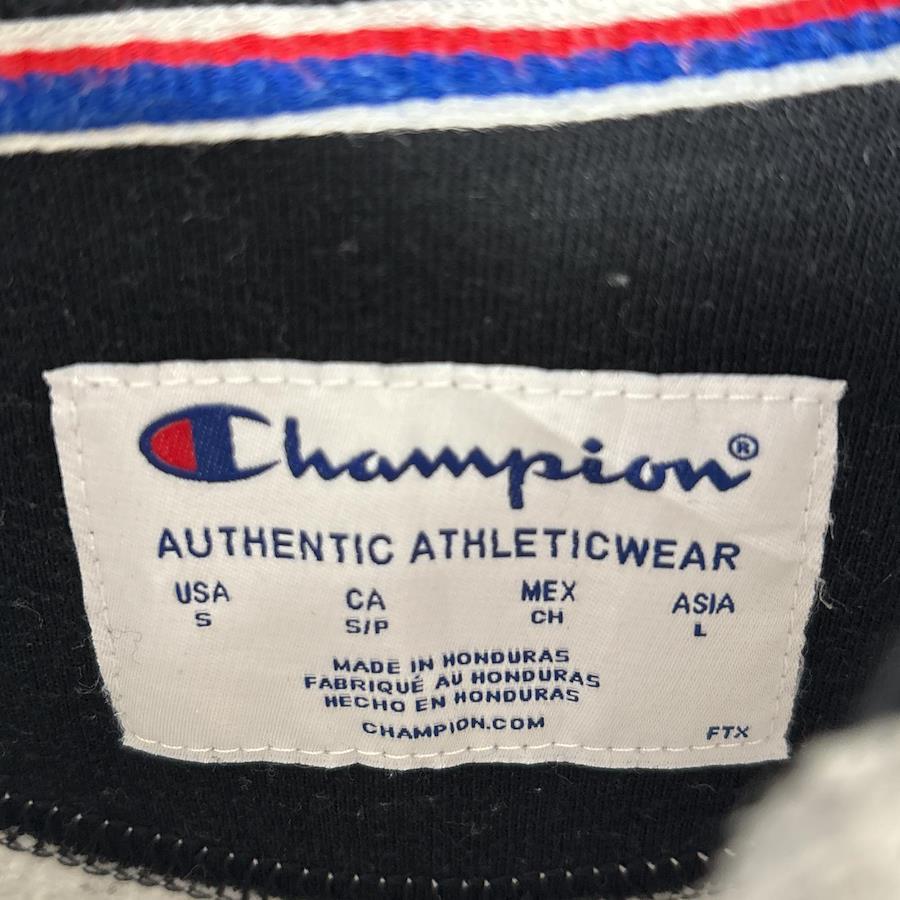 Champion®
AUTHENTIC ATHLETICWEAR
USA CA MEX ASIA
S S/P CH L
MADE IN HONDURAS
FABRIQUÉ AU HONDURAS
HECHO EN HONDURAS
CHAMPION.COM
FTX